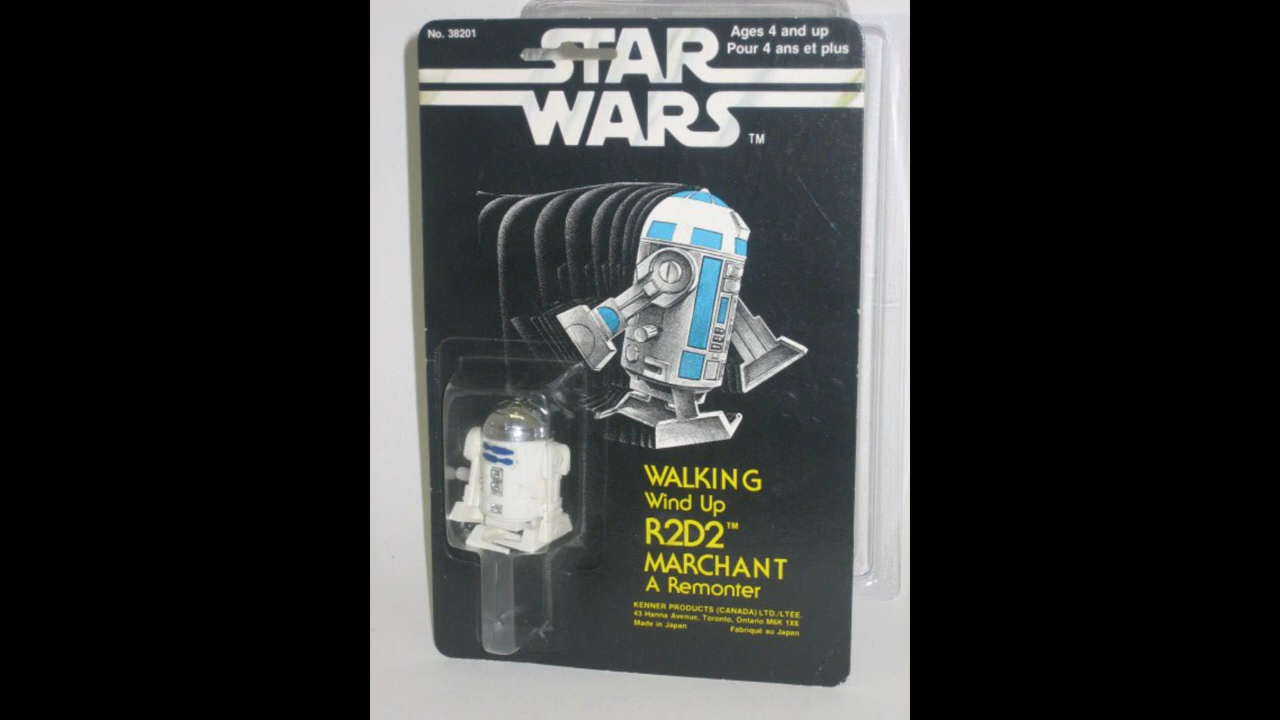 No. 38201
STAR
WARS TM
Ages 4 and up
Pour 4 ans et plus
WALKING
Wind Up
R2D2™
MARCHANT
A Remonter
KENNER PRODUCTS (CANADA) LTD./LTÉE.
43 Hanna Avenue, Toronto, Ontario M6K 1X6
Made in Japan Fabriqué au Japan